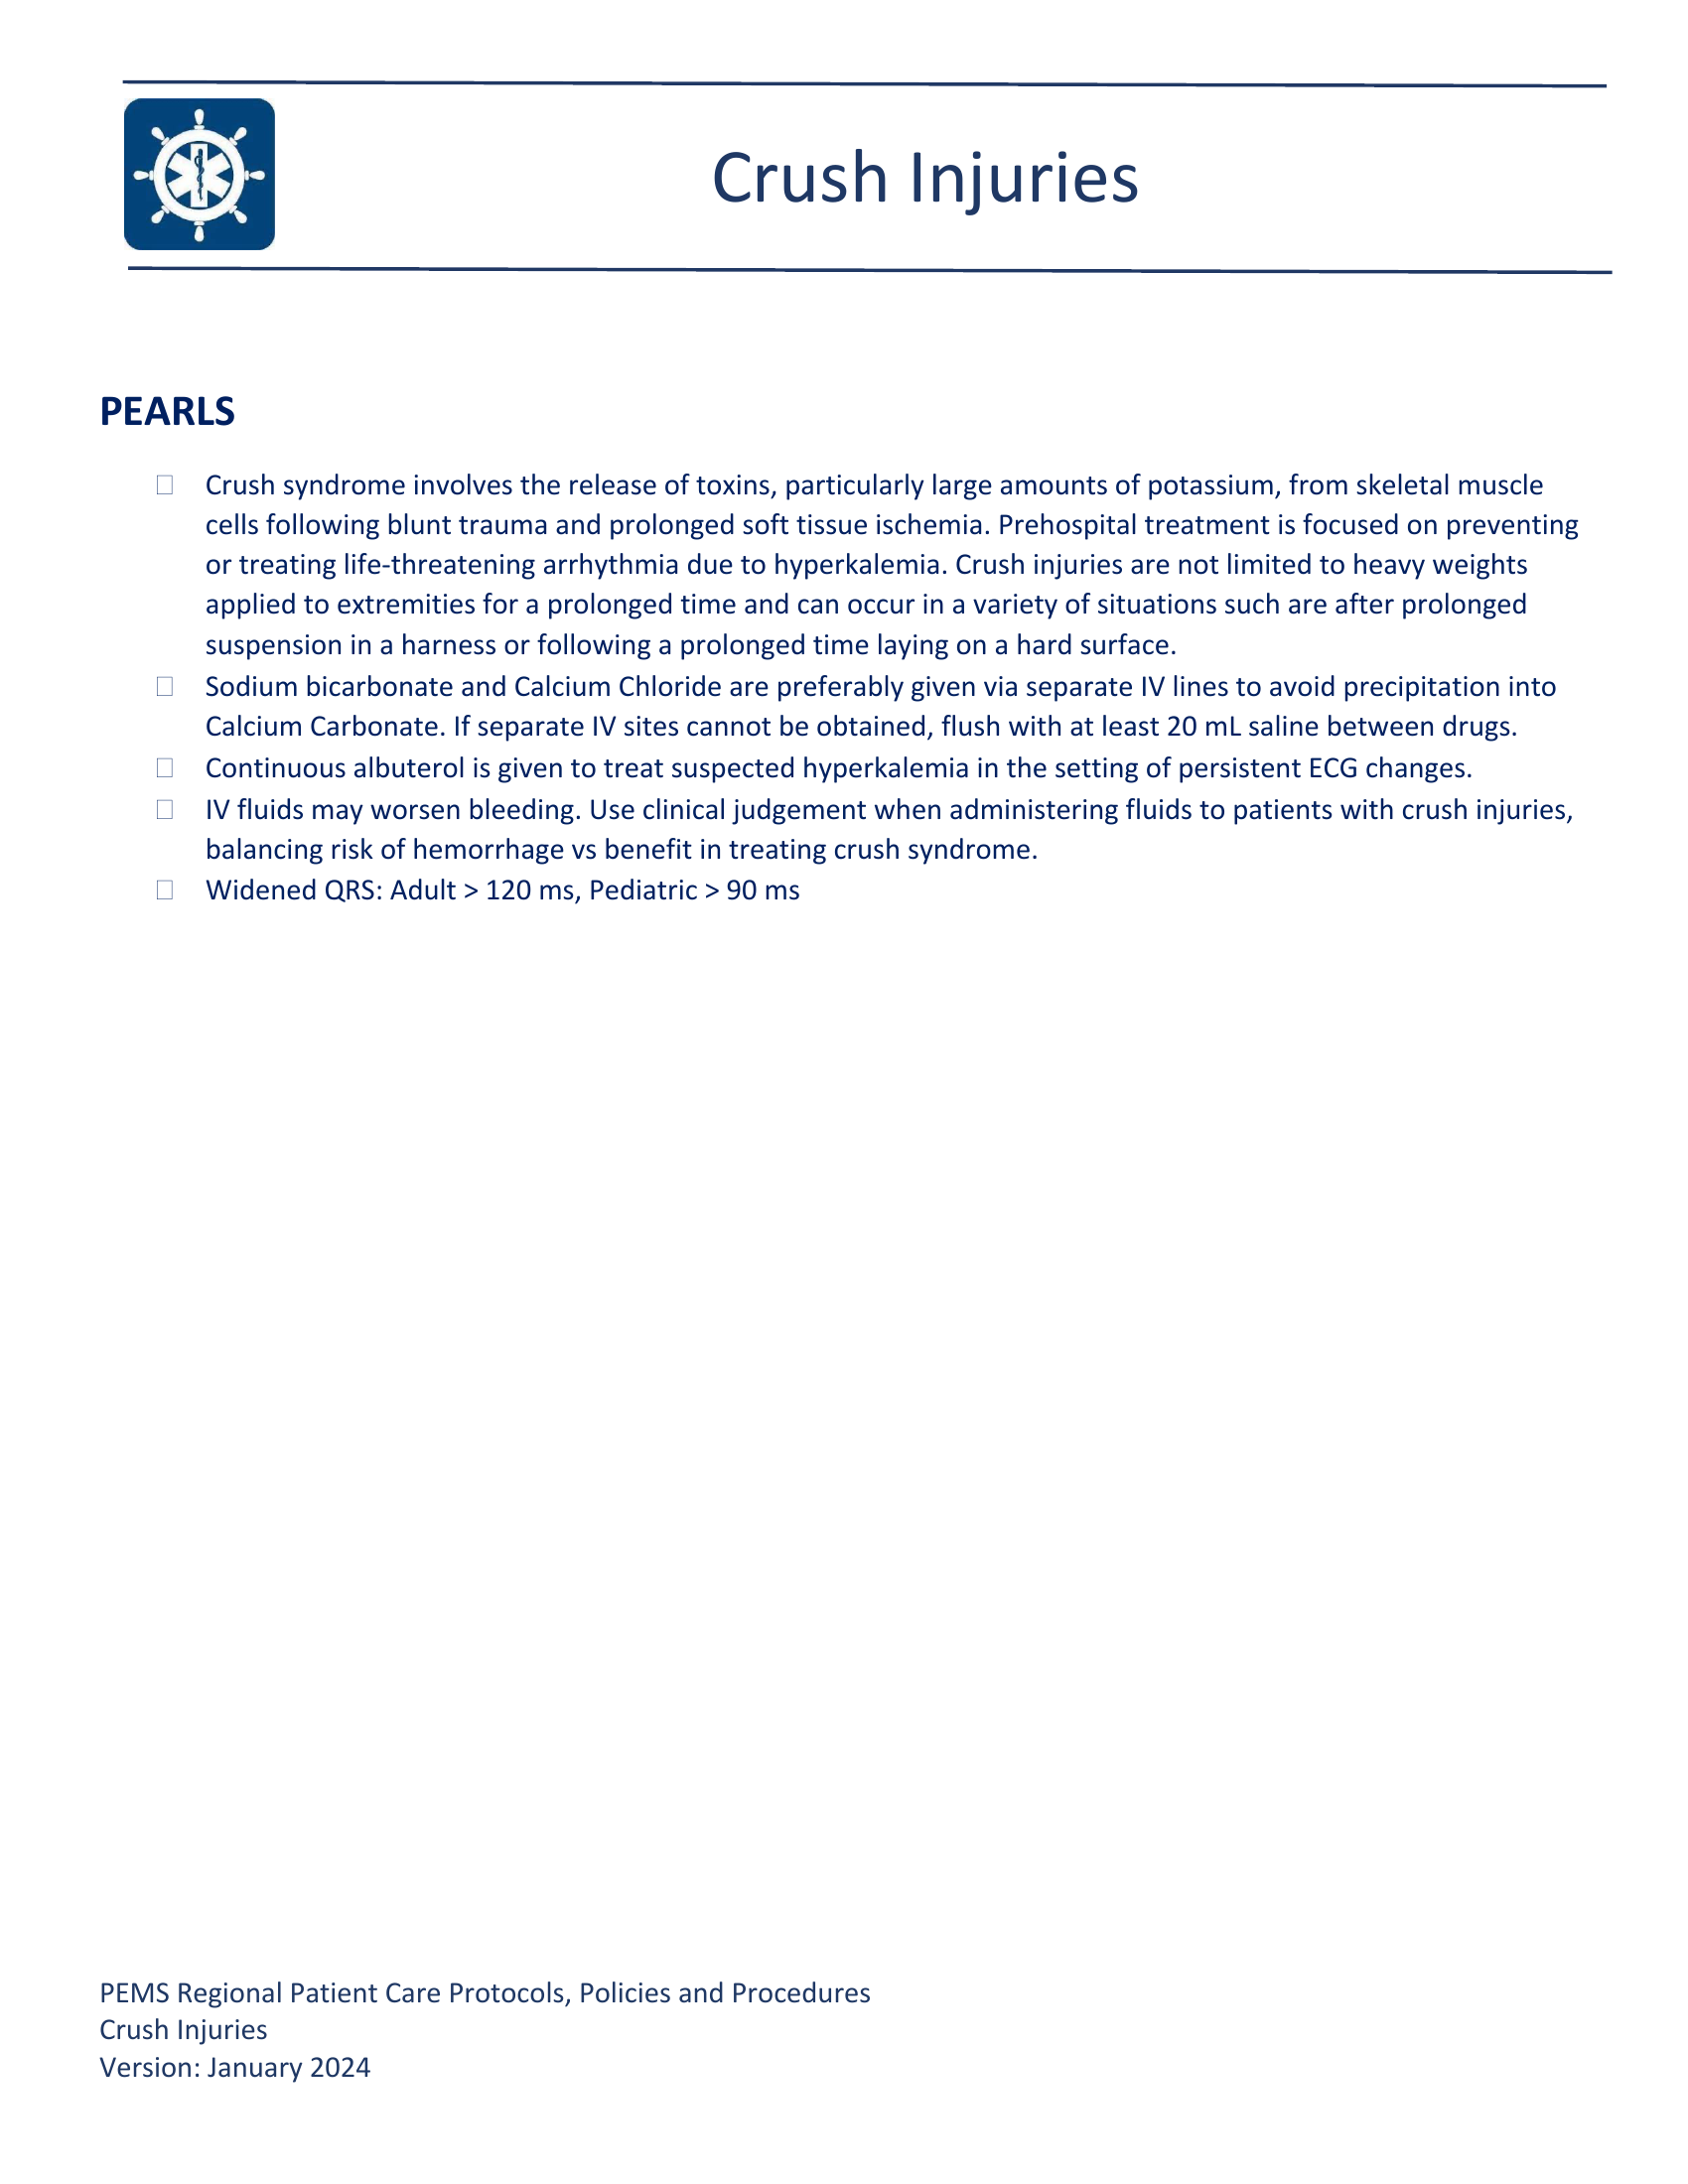 Crush Injuries
PEARLS
Crush syndrome involves the release of toxins, particularly large amounts of potassium, from skeletal muscle
cells following blunt trauma and prolonged soft tissue ischemia. Prehospital treatment is focused on preventing
or treating life-threatening arrhythmia due to hyperkalemia. Crush injuries are not limited to heavy weights
applied to extremities for a prolonged time and can occur in a variety of situations such are after prolonged
suspension in a harness or following a prolonged time laying on a hard surface.
Sodium bicarbonate and Calcium Chloride are preferably given via separate IV lines to avoid precipitation into
Calcium Carbonate. If separate IV sites cannot be obtained, flush with at least 20 mL saline between drugs.
Continuous albuterol is given to treat suspected hyperkalemia in the setting of persistent ECG changes.
IV fluids may worsen bleeding. Use clinical judgement when administering fluids to patients with crush injuries,
balancing risk of hemorrhage vs benefit in treating crush syndrome.
Widened QRS: Adult > 120 ms, Pediatric > 90 ms
PEMS Regional Patient Care Protocols, Policies and Procedures
Crush Injuries
Version: January 2024